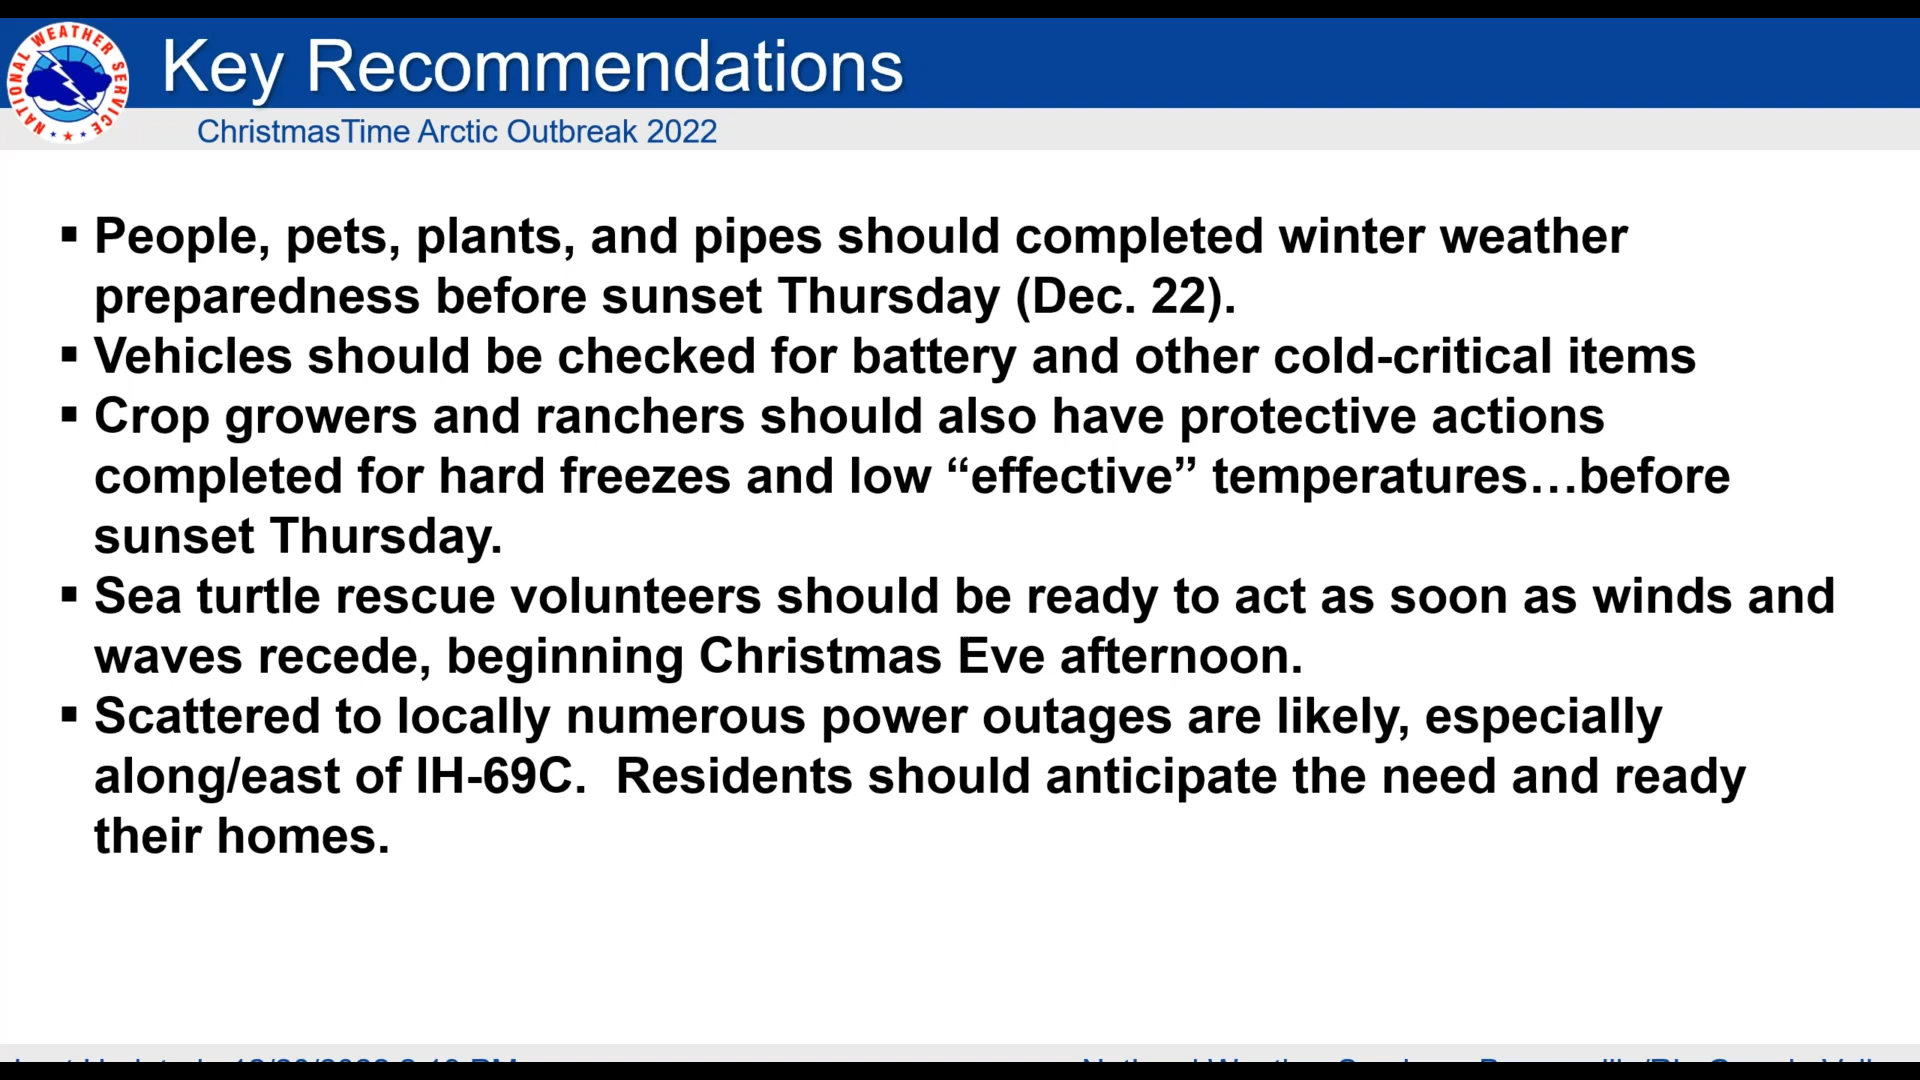 NATIONAL WEATHER SERVICE
Key Recommendations
ChristmasTime Arctic Outbreak 2022
▪ People, pets, plants, and pipes should completed winter weather
preparedness before sunset Thursday (Dec. 22).
▪ Vehicles should be checked for battery and other cold-critical items
▪ Crop growers and ranchers should also have protective actions
completed for hard freezes and low “effective” temperatures…before
sunset Thursday.
▪ Sea turtle rescue volunteers should be ready to act as soon as winds and
waves recede, beginning Christmas Eve afternoon.
▪ Scattered to locally numerous power outages are likely, especially
along/east of IH-69C.  Residents should anticipate the need and ready
their homes.